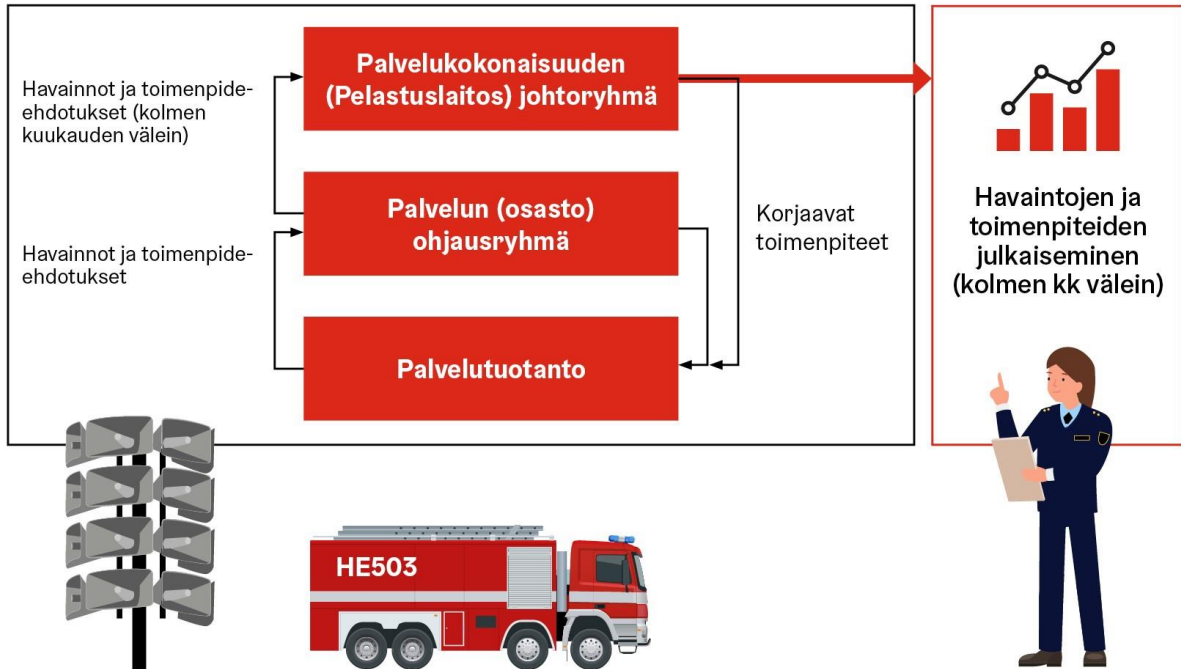 Palvelukokonaisuuden
(Pelastuslaitos) johtoryhmä
Havainnot ja toimenpide-
ehdotukset (kolmen
kuukauden välein)
Palvelun (osasto)
ohjausryhmä
Havainnot ja toimenpide-
ehdotukset
Palvelutuotanto
Korjaavat
toimenpiteet
Havaintojen ja
toimenpiteiden
julkaiseminen
(kolmen kk välein)
HE503